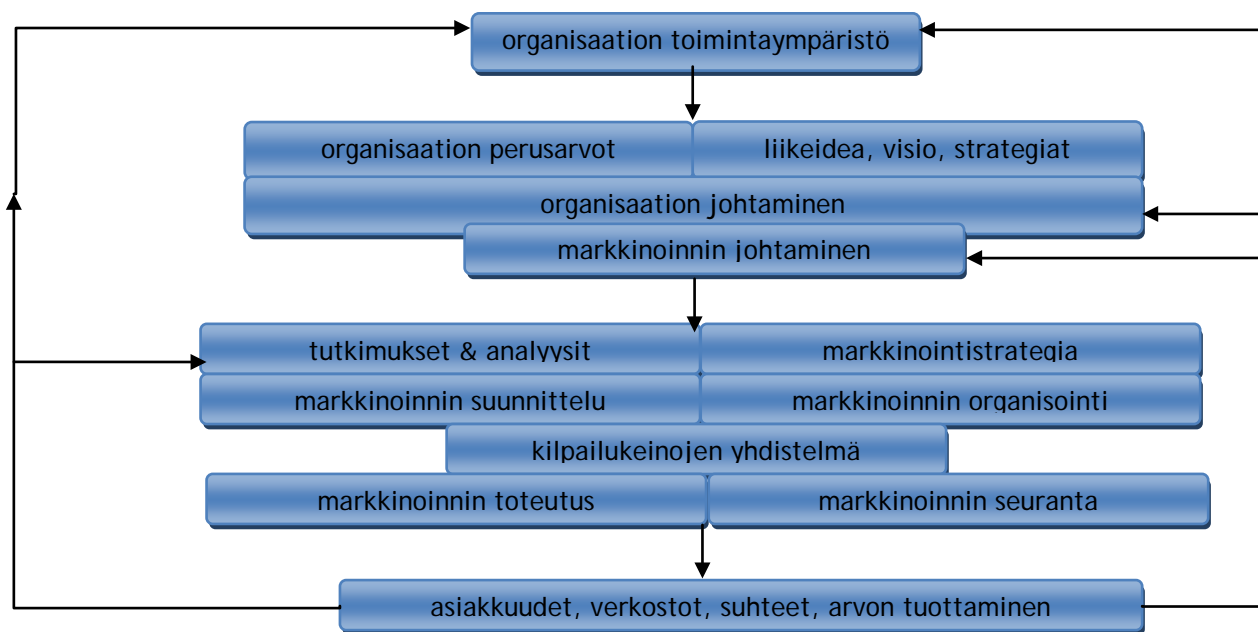 organisaation toimintaympäristö
organisaation perusarvot
liikeidea, visio, strategiat
organisaation johtaminen
markkinoinnin johtaminen
tutkimukset & analyysit
markkinointistrategia
markkinoinnin suunnittelu
markkinoinnin organisointi
kilpailukeinojen yhdistelmä
markkinoinnin toteutus
markkinoinnin seuranta
asiakkuudet, verkostot, suhteet, arvon tuottaminen